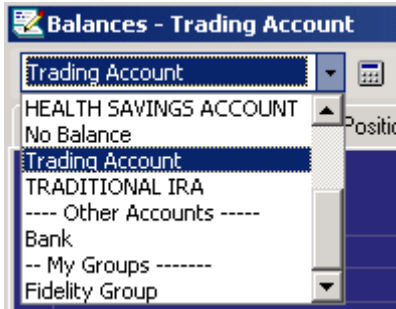 Balances - Trading Account
Trading Account
HEALTH SAVINGS ACCOUNT
No Balance
Trading Account
TRADITIONAL IRA
---- Other Accounts -----
Bank
-- My Groups -------
Fidelity Group